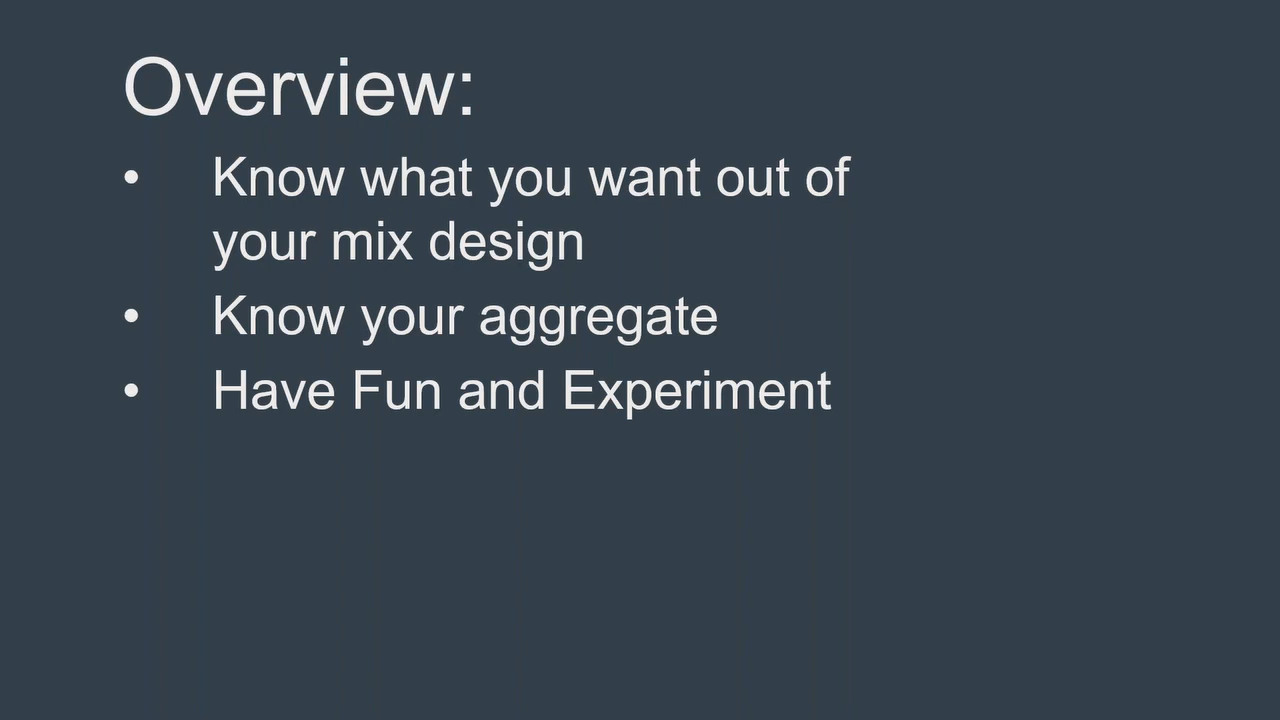 Overview:
• Know what you want out of
your mix design
• Know your aggregate
• Have Fun and Experiment